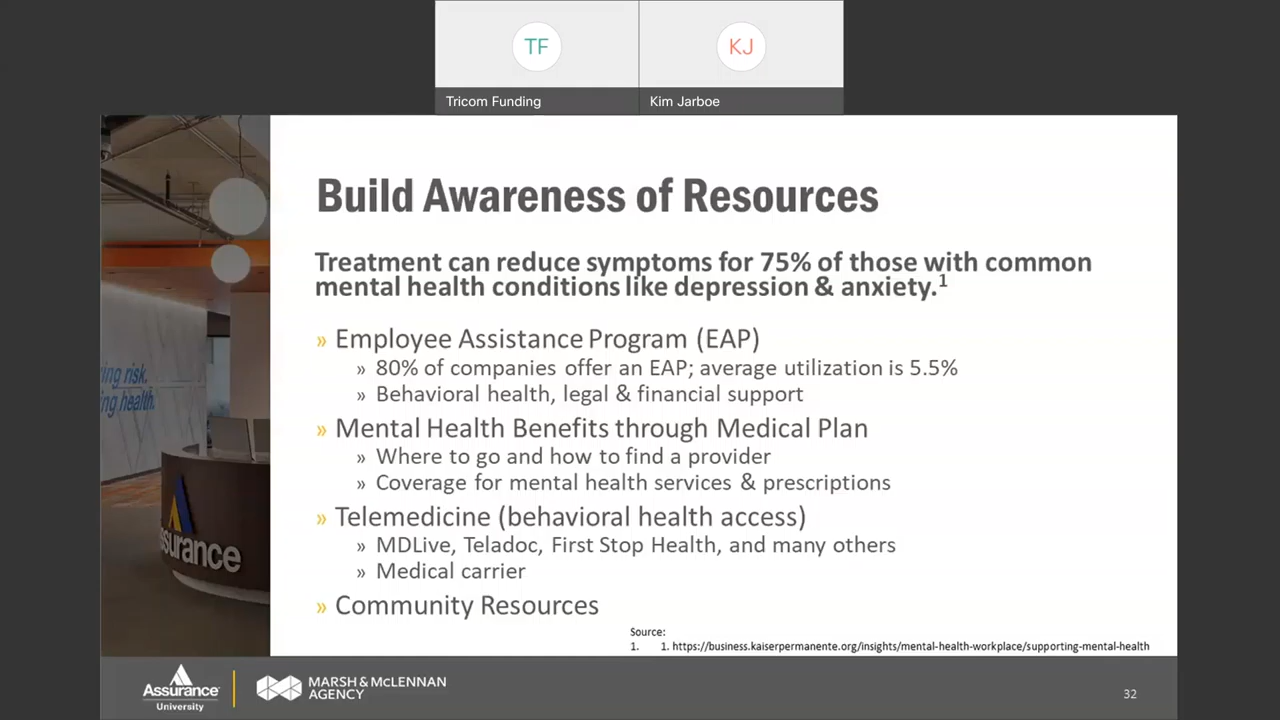 TF
KJ
Tricom Funding
Kim Jarboe
Build Awareness of Resources
Treatment can reduce symptoms for 75% of those with common
mental health conditions like depression & anxiety.1
» Employee Assistance Program (EAP)
» 80% of companies offer an EAP; average utilization is 5.5%
» Behavioral health, legal & financial support
» Mental Health Benefits through Medical Plan
» Where to go and how to find a provider
» Coverage for mental health services & prescriptions
» Telemedicine (behavioral health access)
» MDLive, Teladoc, First Stop Health, and many others
» Medical carrier
» Community Resources
Source:
1. 1. https://business.kaiserpermanente.org/insights/mental-health-workplace/supporting-mental-health
ing risk.
ing health.
surance
Assurance
University
MARSH & McLENNAN
AGENCY
32